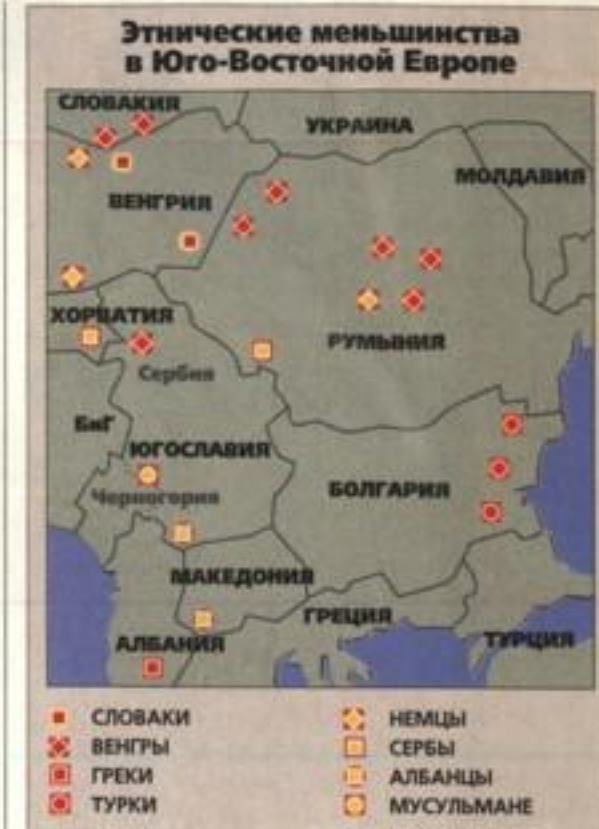 Этнические меньшинства
в Юго-Восточной Европе
СЛОВАКИЯ
УКРАИНА
МОЛДАВИЯ
ВЕНГРИЯ
ХОРВАТИЯ
РУМЫНИЯ
Сербия
БиГ
ЮГОСЛАВИЯ
Черногория
БОЛГАРИЯ
МАКЕДОНИЯ
ГРЕЦИЯ
АЛБАНИЯ
ТУРЦИЯ
СЛОВАКИ
ВЕНГРЫ
ГРЕКИ
ТУРКИ
НЕМЦЫ
СЕРБЫ
АЛБАНЦЫ
МУСУЛЬМАНЕ